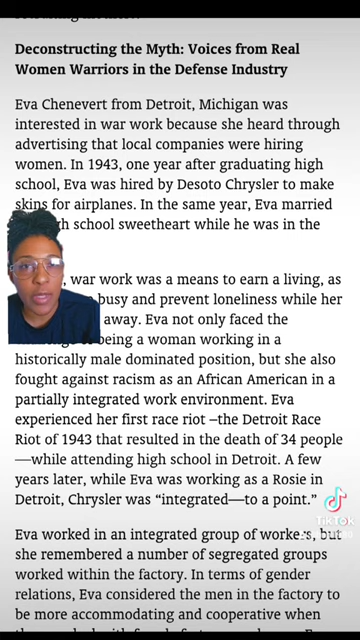 Deconstructing the Myth: Voices from Real
Women Warriors in the Defense Industry
Eva Chenevert from Detroit, Michigan was
interested in war work because she heard through
advertising that local companies were hiring
women. In 1943, one year after graduating high
school, Eva was hired by Desoto Chrysler to make
skins for airplanes. In the same year, Eva married
school sweetheart while he was in the
war work was a means to earn a living, as
busy and prevent loneliness while her
away. Eva not only faced the
being a woman working in a
historically male dominated position, but she also
fought against racism as an African American in a
partially integrated work environment. Eva
experienced her first race riot –the Detroit Race
Riot of 1943 that resulted in the death of 34 people
—while attending high school in Detroit. A few
years later, while Eva was working as a Rosie in
Detroit, Chrysler was “integrated—to a point.”
TikTok
Eva worked in an integrated group of workers, but
she remembered a number of segregated groups
worked within the factory. In terms of gender
relations, Eva considered the men in the factory to
be more accommodating and cooperative when